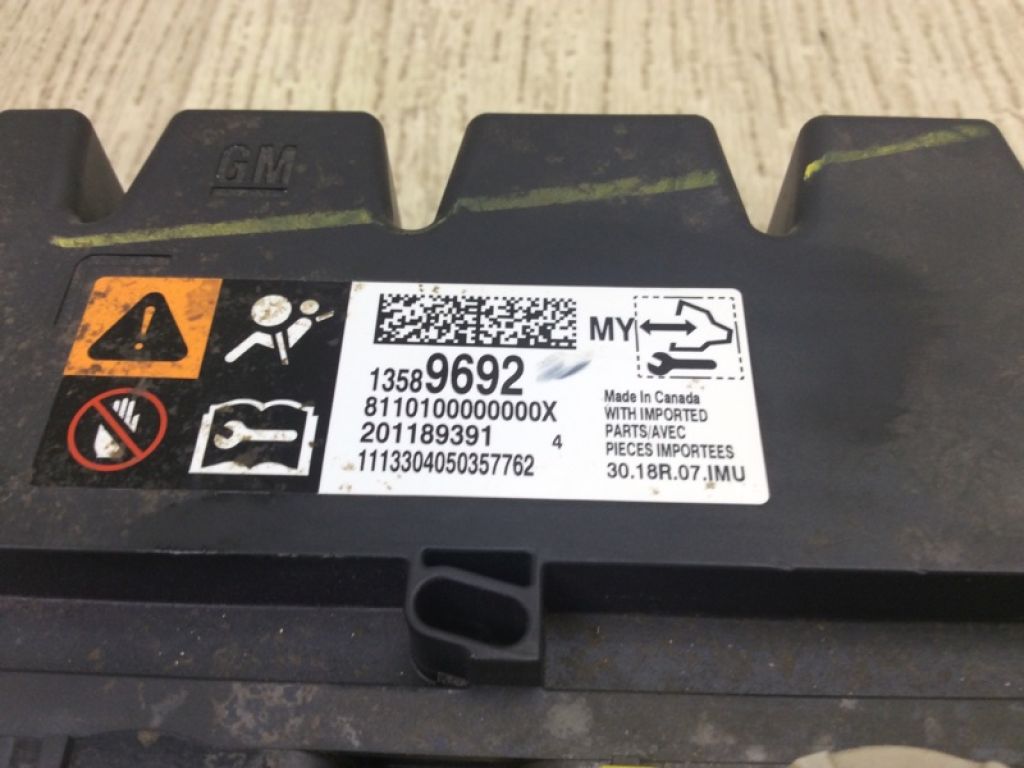 GM
MY
13589692
8110100000000X
201189391 4
1113304050357762
Made In Canada
WITH IMPORTED
PARTS/AVEC
PIECES IMPORTEES
30.18R.07.IMU